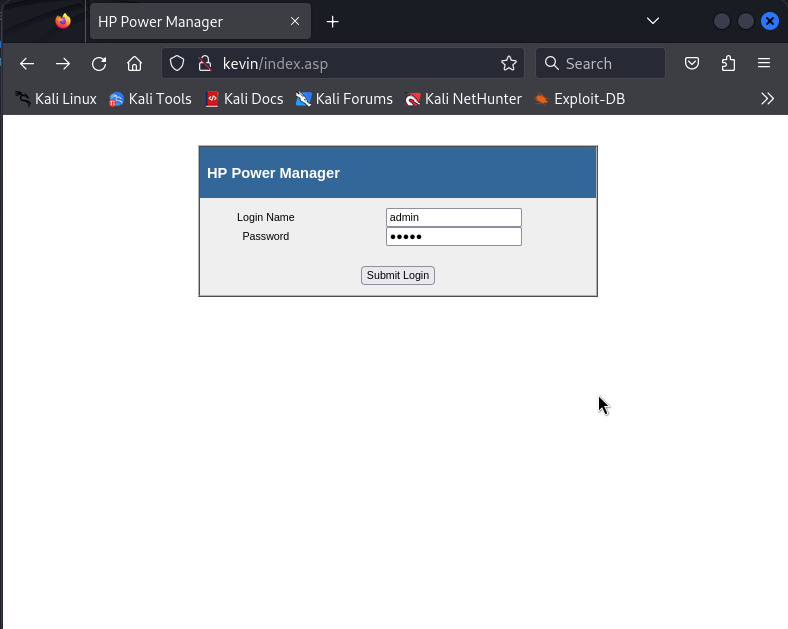 HP Power Manager
kevin/index.asp
Search
Kali Linux Kali Tools Kali Docs Kali Forums Kali NetHunter Exploit-DB
HP Power Manager
Login Name admin
Password ●●●●●
Submit Login